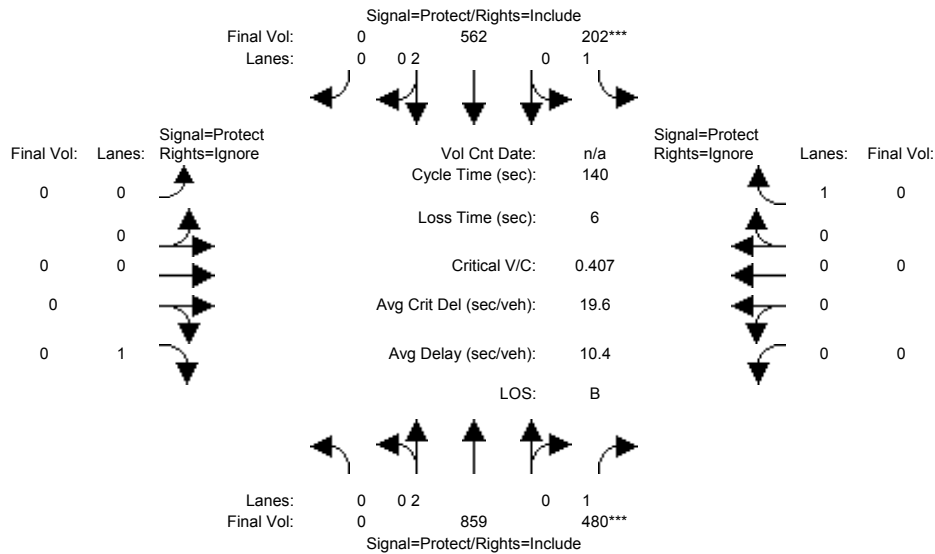 Signal=Protect/Rights=Include
Final Vol: 0 562 202***
Lanes: 0 0 2 0 1
Signal=Protect Signal=Protect
Final Vol: Lanes: Rights=Ignore Vol Cnt Date: n/a Rights=Ignore Lanes: Final Vol:
Cycle Time (sec): 140
0 0 1 0
Loss Time (sec): 6
0 0
0 0 Critical V/C: 0.407 0 0
0 Avg Crit Del (sec/veh): 19.6 0
0 1 Avg Delay (sec/veh): 10.4 0 0
LOS: B
Lanes: 0 0 2 0 1
Final Vol: 0 859 480***
Signal=Protect/Rights=Include